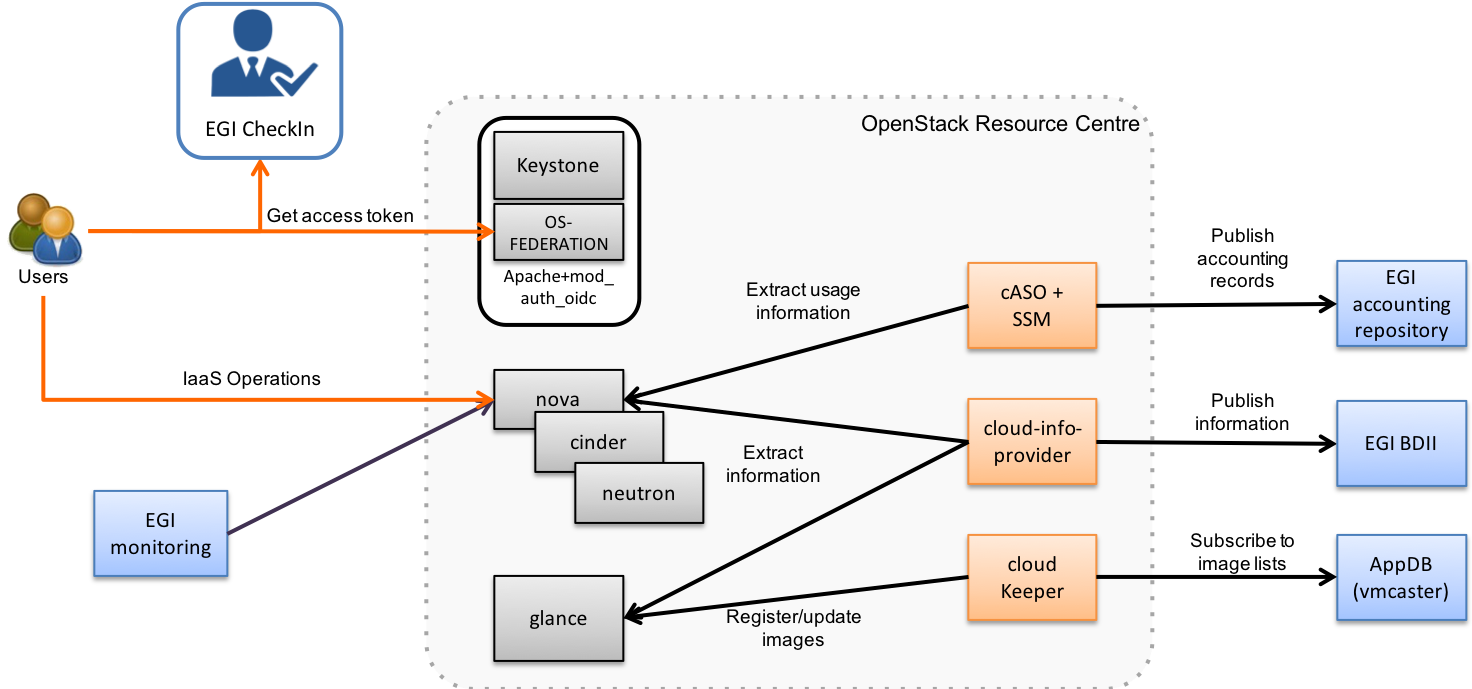 EGI CheckIn
OpenStack Resource Centre
Keystone
Get access token
OS-
FEDERATION
Users
Apache+mod_
auth_oidc
Publish
accounting
records
Extract usage
information
cASO +
SSM
EGI
accounting
repository
IaaS Operations
nova
cinder
neutron
Extract
information
cloud-info-
provider
Publish
information
EGI BDII
EGI
monitoring
glance
Register/update
images
cloud
Keeper
Subscribe to
image lists
AppDB
(vmcaster)